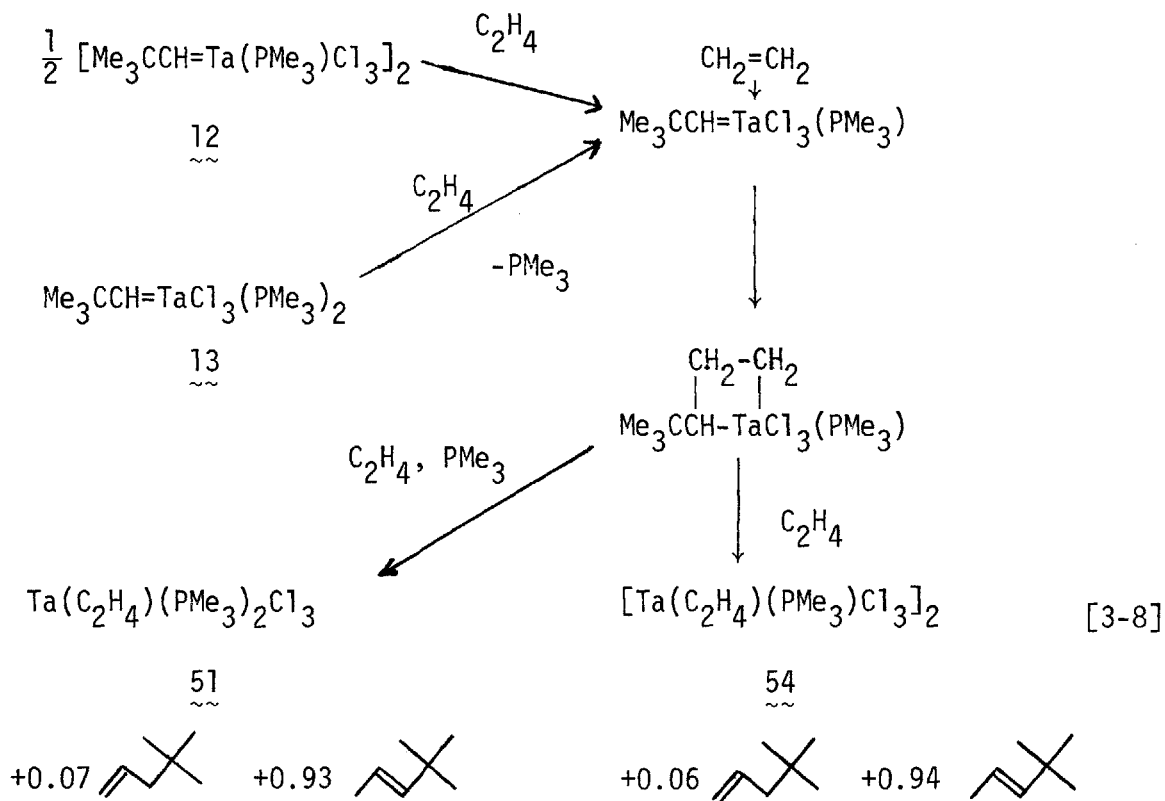 C₂H₄
½ [Me₃CCH=Ta(PMe₃)Cl₃]₂
CH₂=CH₂
↓
Me₃CCH=TaCl₃(PMe₃)
12
C₂H₄
-PMe₃
Me₃CCH=TaCl₃(PMe₃)₂
13
CH₂-CH₂
Me₃CCH-TaCl₃(PMe₃)
C₂H₄, PMe₃
C₂H₄
Ta(C₂H₄)(PMe₃)₂Cl₃
[Ta(C₂H₄)(PMe₃)Cl₃]₂
[3-8]
51
54
+0.07
+0.93
+0.06
+0.94